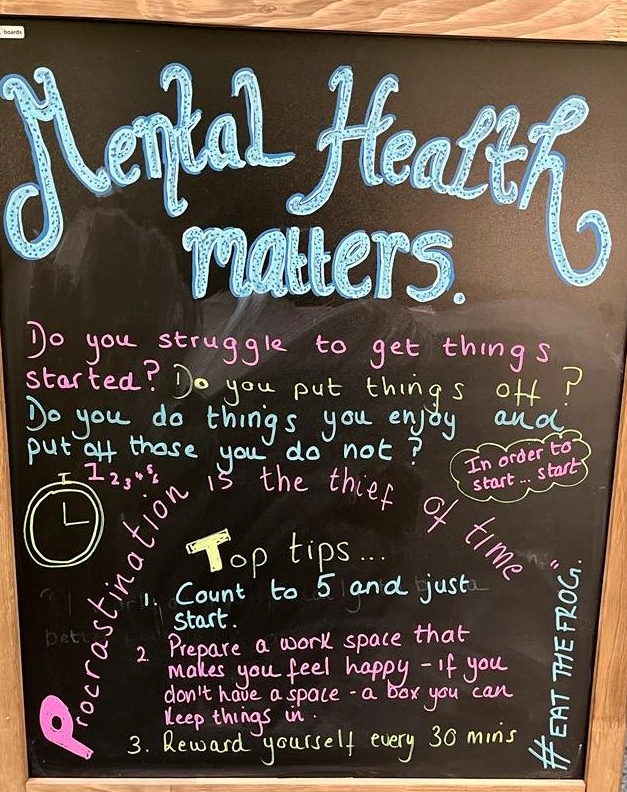 boards
Mental Health
matters.
Do you struggle to get things
started? Do you put things off?
Do you do things you enjoy and
put off those you do not?
In order to
start... start
1 2 3 4 5
Procrastination is the thief of time
Top tips...
1. Count to 5 and just
start.
2 Prepare a work space that
makes you feel happy - if you
don't have a space - a box you can
keep things in.
3. Reward yourself every 30 mins
#EAT THE FROG.